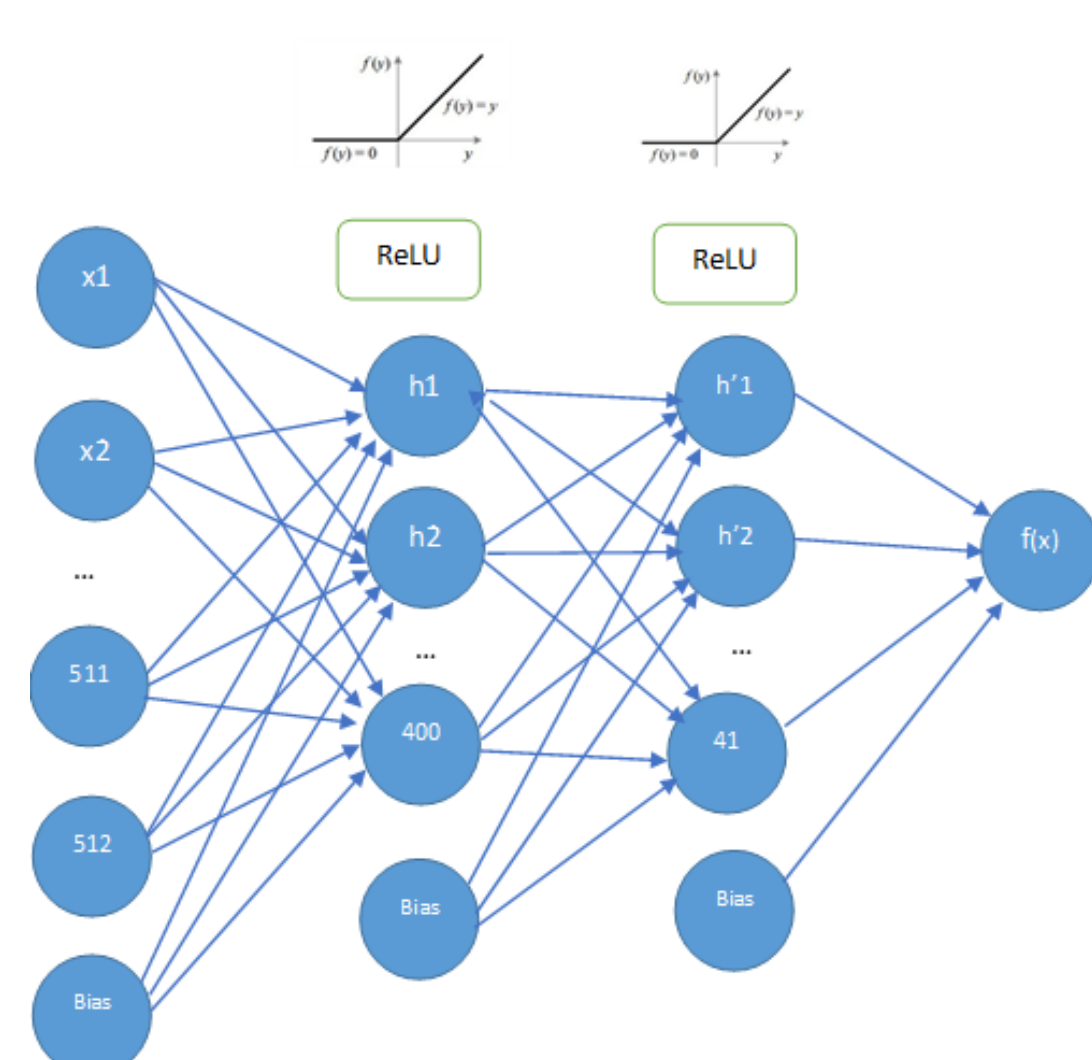 f(y)
f(y) = y
f(y) = 0
y
f(y)
f(y) = y
f(y) = 0
y
ReLU
ReLU
x1
x2
...
511
512
Bias
h1
h2
...
400
Bias
h'1
h'2
...
41
Bias
f(x)